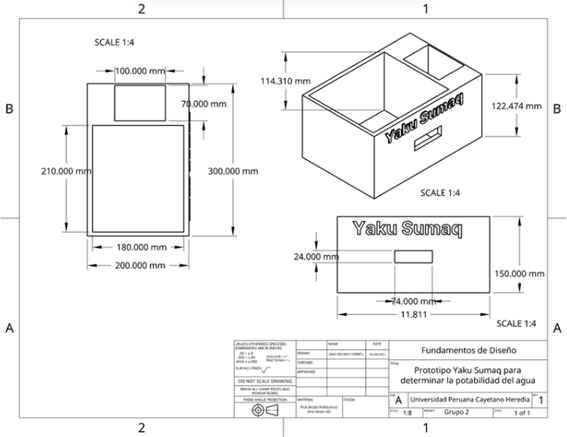 2
1
SCALE 1:4
100.000 mm
70.000 mm
114.310 mm
B
B
122.474 mm
Yaku Sumaq
210.000 mm
300.000 mm
SCALE 1:4
Yaku Sumaq
180.000 mm
24.000 mm
200.000 mm
150.000 mm
74.000 mm
11.811
A
A
SCALE 1:4
UNLESS OTHERWISE SPECIFIED,
DIMENSIONS ARE IN INCHES
NAME
DATE
SURFACE FINISH
DRAWN
CHECKED
APPROVED
DO NOT SCALE DRAWING
BREAK ALL SHARP EDGES AND
REMOVE BURRS
THIRD ANGLE PROJECTION
MATERIAL
FINISH
Fundamentos de Diseño
TITLE
Prototipo Yaku Sumaq para
determinar la potabilidad del agua
SIZE
A
Universidad Peruana Cayetano Heredia
REV
1
SCALE
1:8
Grupo 2
SHEET
1 of 1
2
1